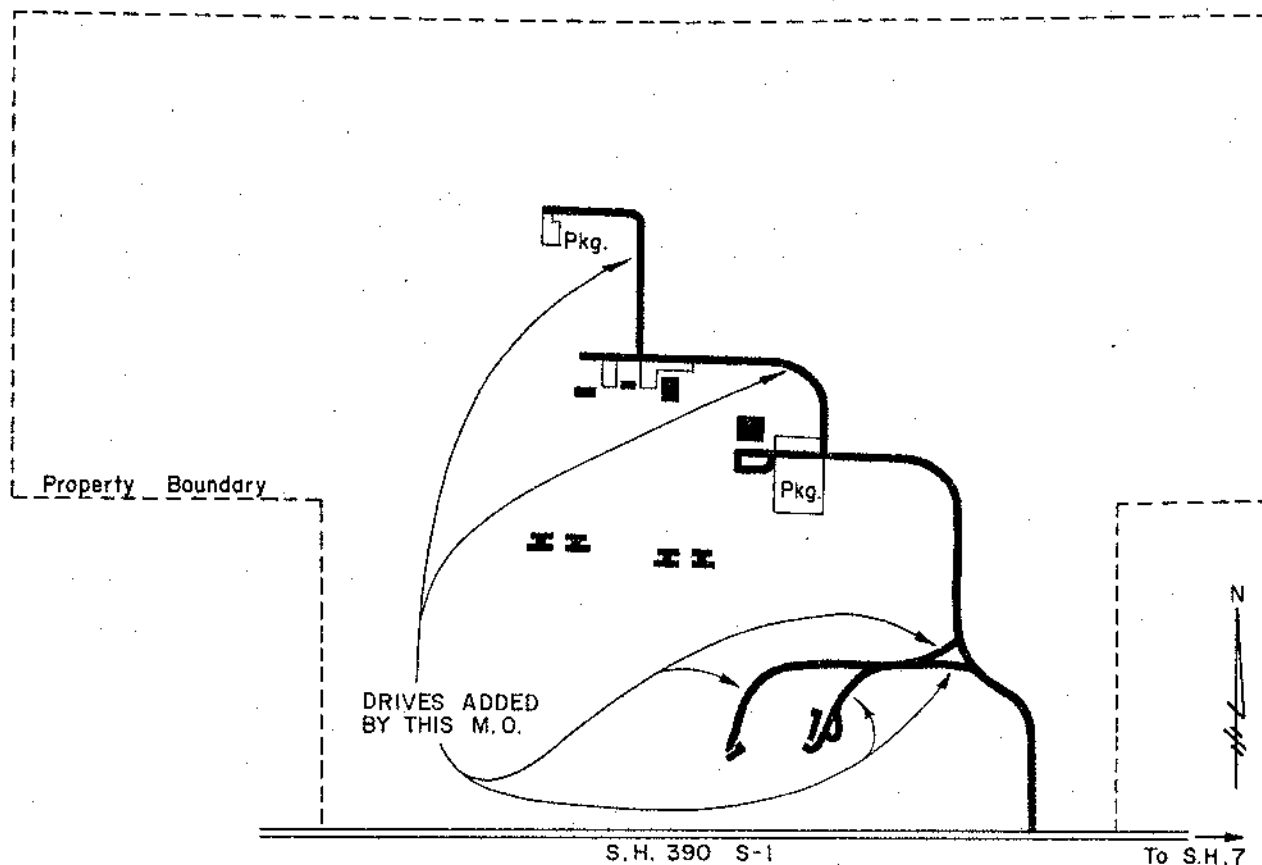 Pkg.
Property Boundary
Pkg.
N
DRIVES ADDED
BY THIS M.O.
S.H. 390 S-1
To S.H.7